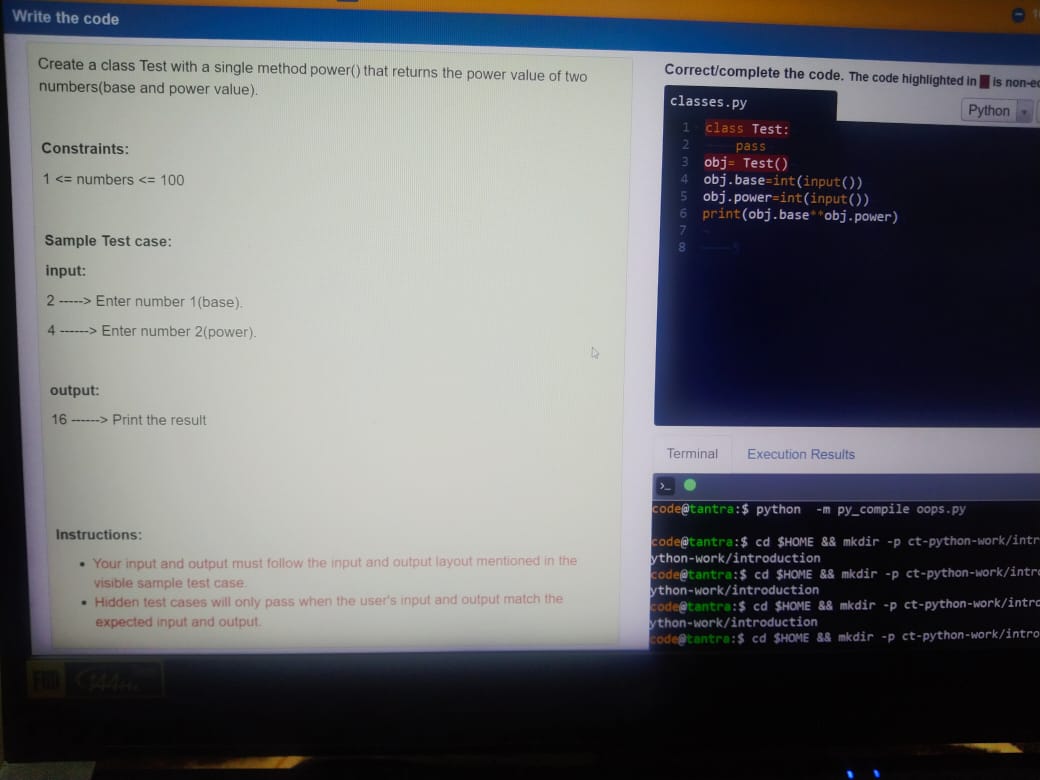 Write the code
Create a class Test with a single method power() that returns the power value of two
numbers(base and power value).
Constraints:
1 <= numbers <= 100
Sample Test case:
input:
2 -----> Enter number 1(base).
4 ------> Enter number 2(power).
output:
16 ------> Print the result
Instructions:
• Your input and output must follow the input and output layout mentioned in the
visible sample test case.
• Hidden test cases will only pass when the user's input and output match the
expected input and output.
Correct/complete the code. The code highlighted in is non-e
classes.py
Python
1 class Test:
2 pass
3 obj= Test()
4 obj.base=int(input())
5 obj.power=int(input())
6 print(obj.base**obj.power)
7
8
Terminal Execution Results
>_
code@tantra:$ python -m py_compile oops.py
code@tantra:$ cd $HOME && mkdir -p ct-python-work/intr
ython-work/introduction
code@tantra:$ cd $HOME && mkdir -p ct-python-work/intro
ython-work/introduction
code@tantra:$ cd $HOME && mkdir -p ct-python-work/intro
ython-work/introduction
code@tantra:$ cd $HOME && mkdir -p ct-python-work/intro